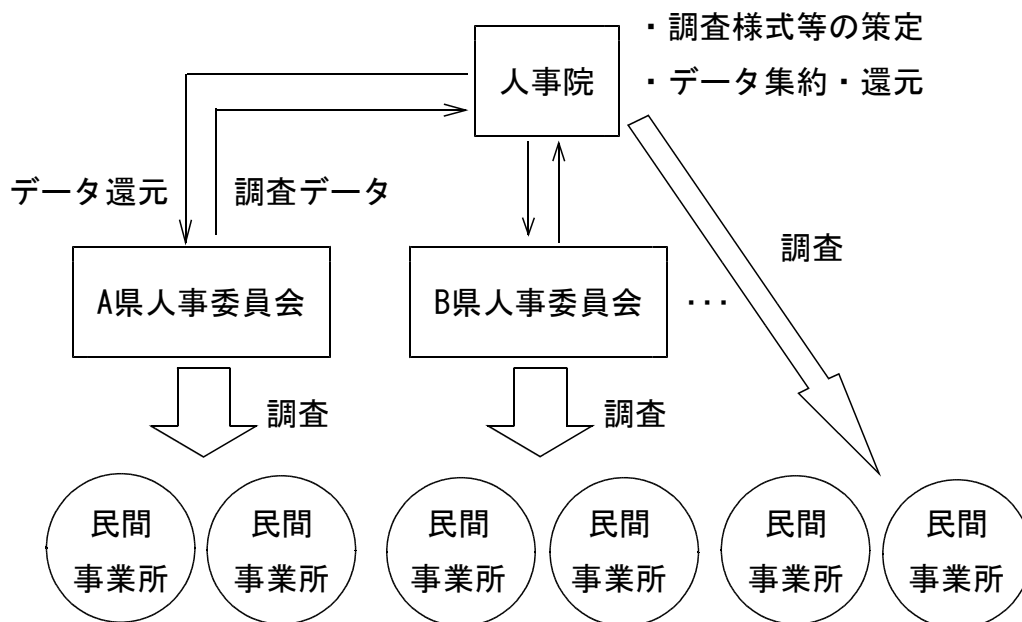 ・調査様式等の策定
人事院
・データ集約・還元
データ還元
調査データ
調査
A県人事委員会
B県人事委員会
・・・
調査
調査
民間
事業所
民間
事業所
民間
事業所
民間
事業所
民間
事業所
民間
事業所